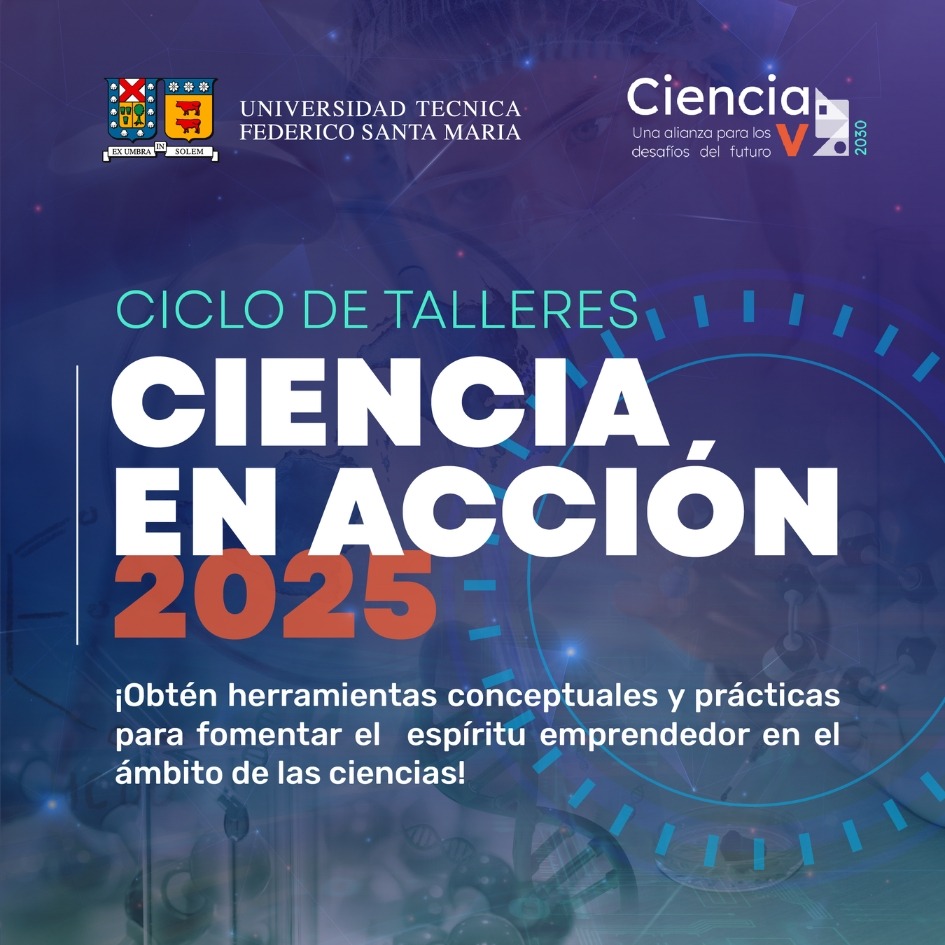 EX UMBRA IN SOLEM
UNIVERSIDAD TECNICA
FEDERICO SANTA MARIA
Ciencia
Una alianza para los
desafíos del futuro
V
2030
CICLO DE TALLERES
CIENCIA
EN ACCIÓN
2025
¡Obtén herramientas conceptuales y prácticas
para fomentar el espíritu emprendedor en el
ámbito de las ciencias!